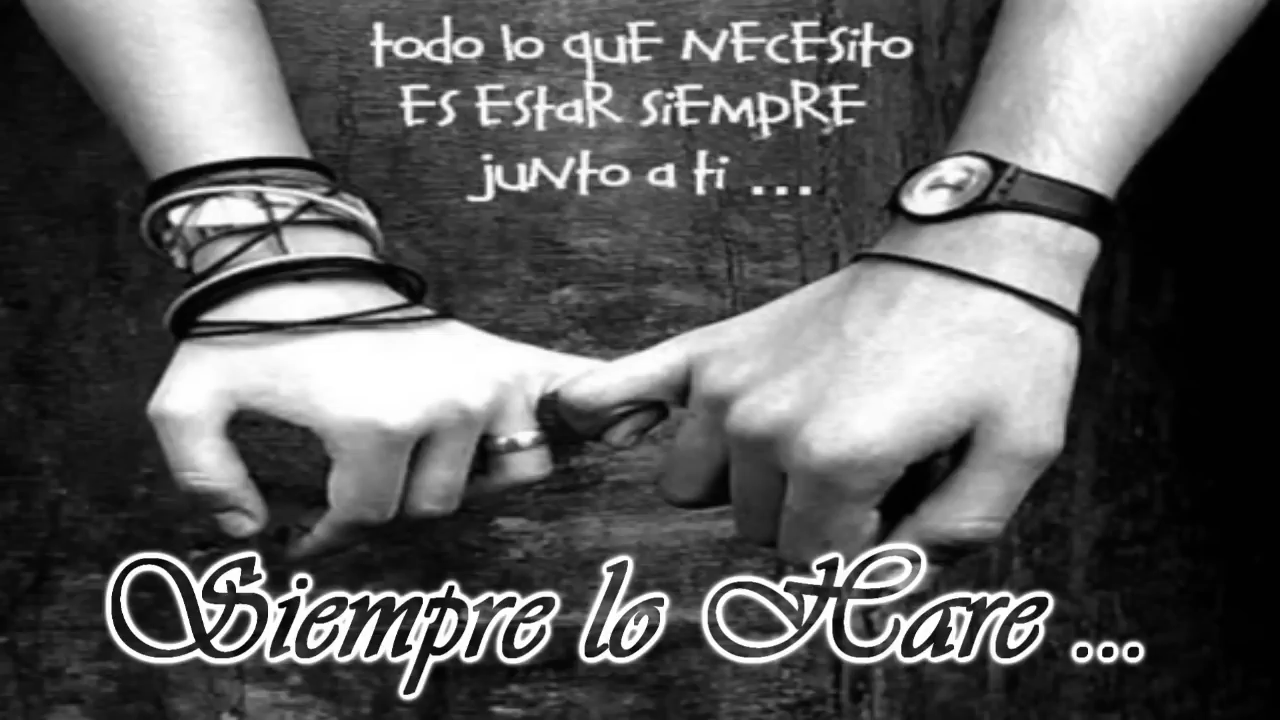 todo lo quE NEcEsito
Es EstaR siEmpRE
juNto a ti ...
Siempre lo Hare ...